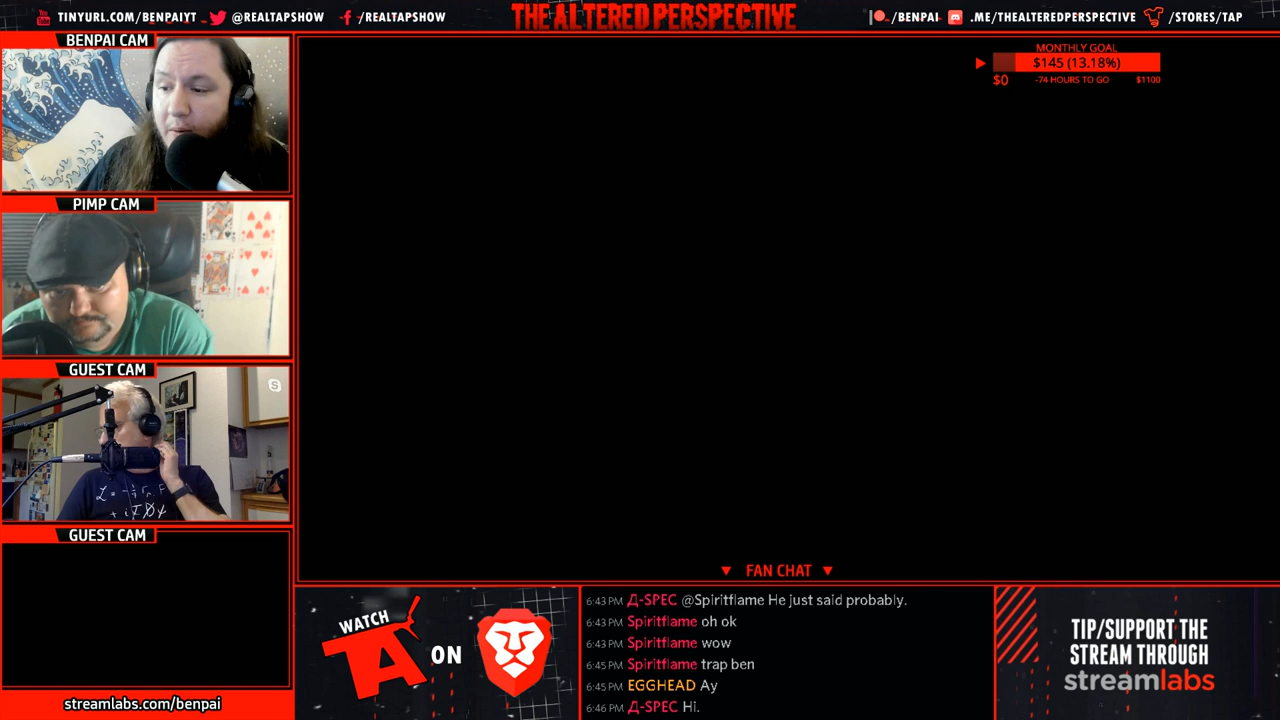 TINYURL.COM/BENPAIYT @REALTAPSHOW /REALTAPSHOW
THE ALTERED PERSPECTIVE
/BENPAI .ME/THEALTEREDPERSPECTIVE /STORES/TAP
BENPAI CAM
MONTHLY GOAL
$145 (13.18%)
$0 -74 HOURS TO GO $1100
PIMP CAM
GUEST CAM
GUEST CAM
streamlabs.com/benpai
FAN CHAT
WATCH
TA ON
6:43 PM Д-SPEC @Spiritflame He just said probably.
6:43 PM Spiritflame oh ok
6:43 PM Spiritflame wow
6:45 PM Spiritflame trap ben
6:45 PM EGGHEAD Ay
6:46 PM Д-SPEC Hi.
TIP/SUPPORT THE
STREAM THROUGH
streamlabs